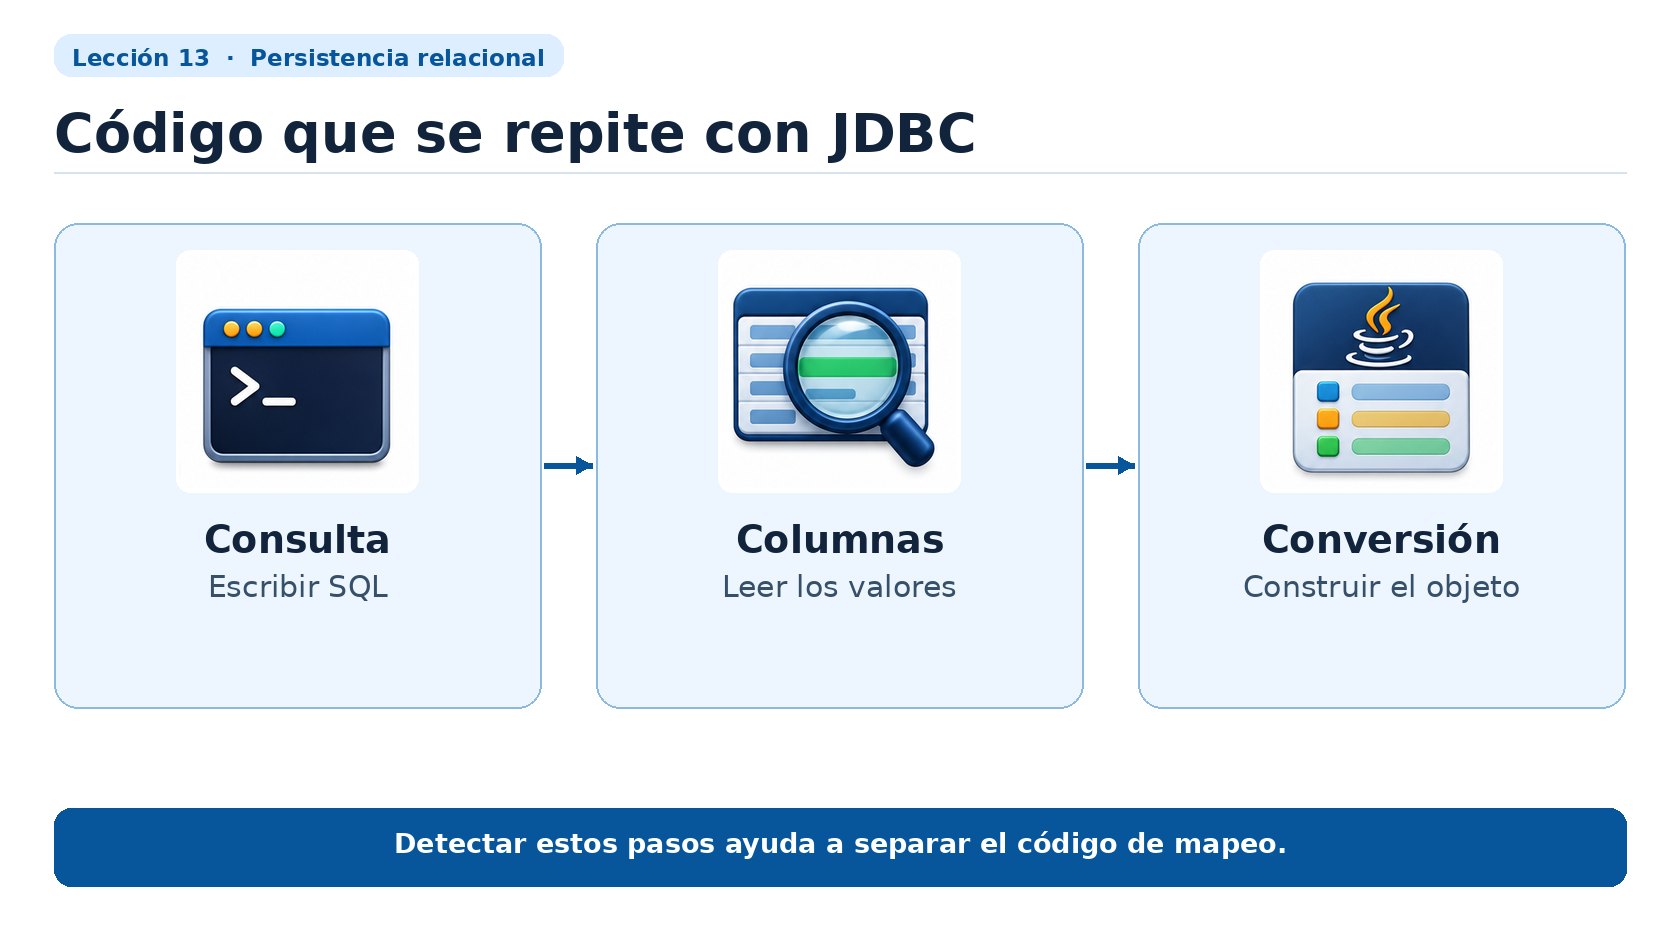 Lección 13 · Persistencia relacional
Código que se repite con JDBC
Consulta
Escribir SQL
Columnas
Leer los valores
Conversión
Construir el objeto
Detectar estos pasos ayuda a separar el código de mapeo.